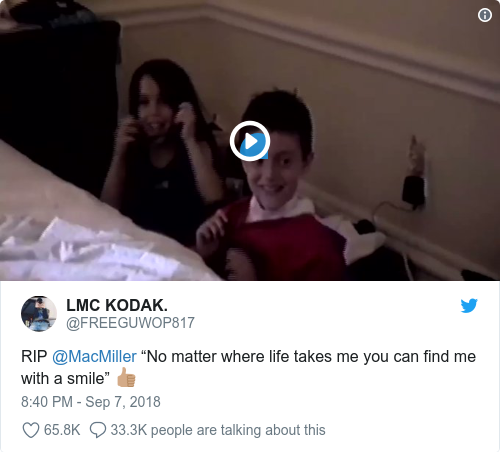 LMC KODAK.
@FREEGUWOP817
RIP @MacMiller “No matter where life takes me you can find me
with a smile” 👍🏽
8:40 PM - Sep 7, 2018
65.8K 33.3K people are talking about this